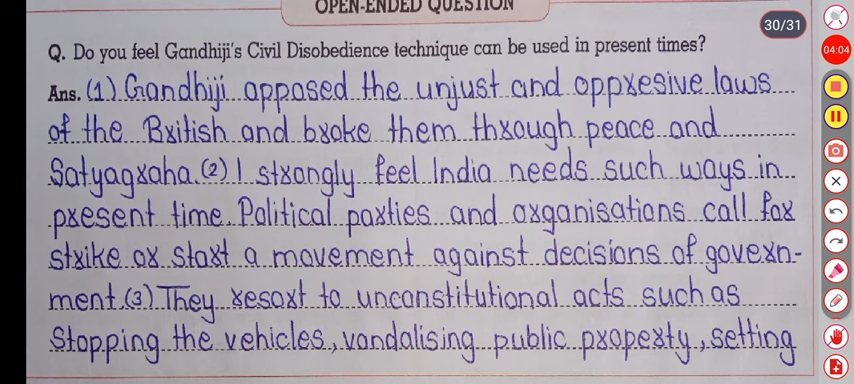 OPEN-ENDED QUESTION
30/31
04:04
Q. Do you feel Gandhiji's Civil Disobedience technique can be used in present times?
Ans. (1) Gandhiji opposed the unjust and oppresive laws
of the British and broke them through peace and
Satyagraha. (2) I strongly feel India needs such ways in
present time. Political parties and organisations call for
strike or start a movement against decisions of govern-
ment. (3) They resort to unconstitutional acts such as
Stopping the vehicles, vandalising public property, setting